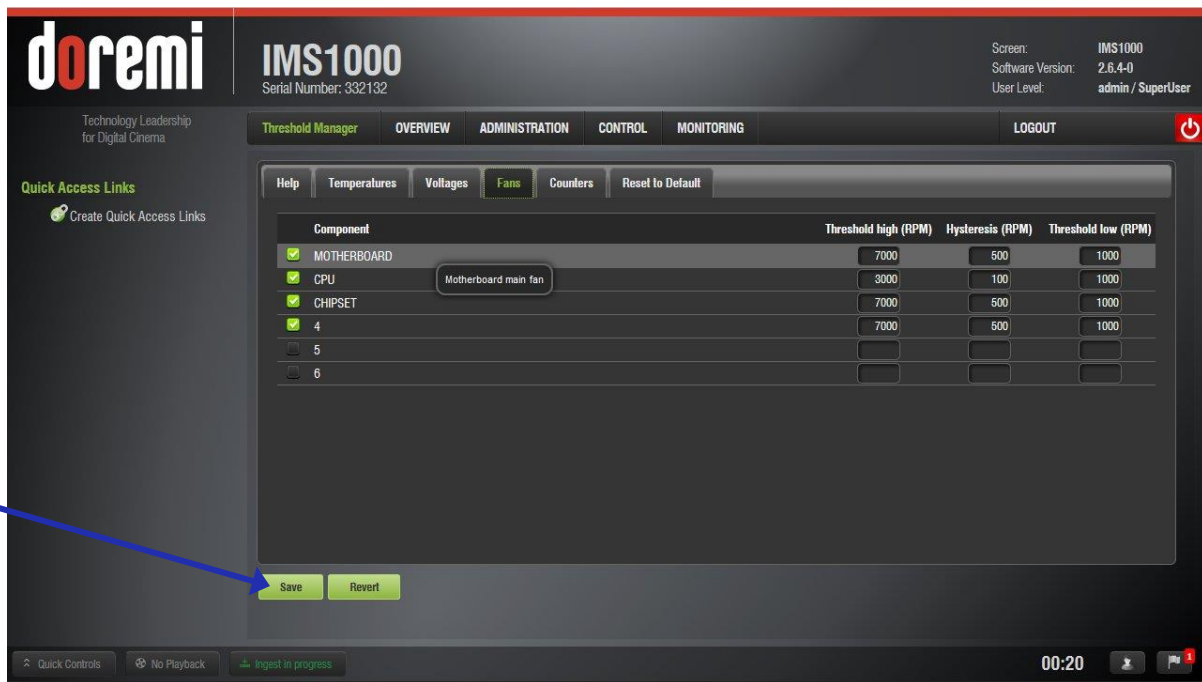 doremi
Technology Leadership
for Digital Cinema
IMS1000
Serial Number: 332132
Screen: IMS1000
Software Version: 2.6.4-0
User Level: admin / SuperUser
Threshold Manager OVERVIEW ADMINISTRATION CONTROL MONITORING LOGOUT
Quick Access Links
Create Quick Access Links
Help Temperatures Voltages Fans Counters Reset to Default
Component Threshold high (RPM) Hysteresis (RPM) Threshold low (RPM)
MOTHERBOARD 7000 500 1000
CPU 3000 100 1000
Motherboard main fan
CHIPSET 7000 500 1000
4 7000 500 1000
5
6
Save Revert
Quick Controls No Playback Ingest in progress 00:20 1